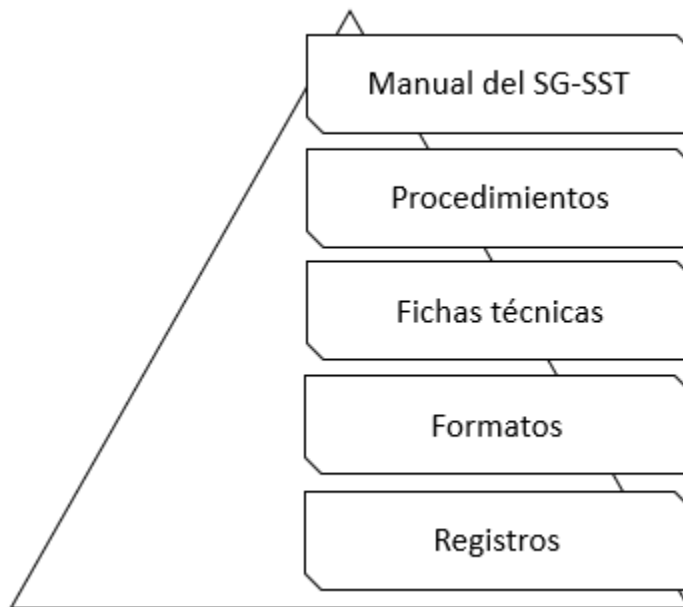 Manual del SG-SST
Procedimientos
Fichas técnicas
Formatos
Registros